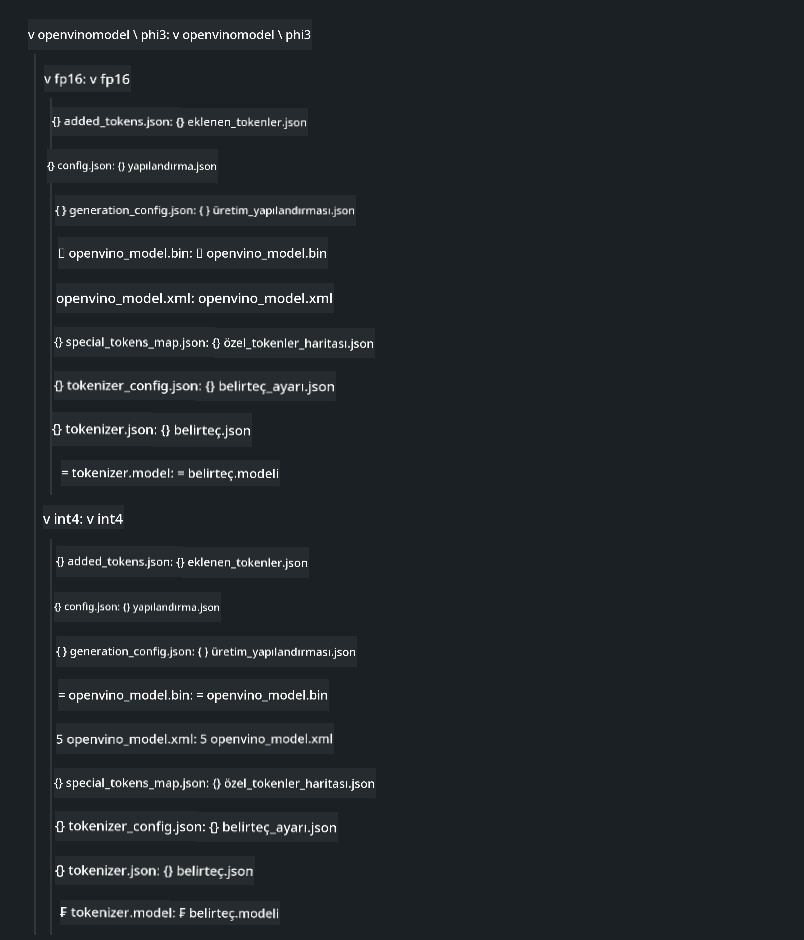 v openvinomodel \ phi3: v openvinomodel \ phi3
v fp16: v fp16
{} added_tokens.json: {} eklenen_tokenler.json
{} config.json: {} yapılandırma.json
{ } generation_config.json: { } üretim_yapılandırması.json
▯ openvino_model.bin: ▯ openvino_model.bin
openvino_model.xml: openvino_model.xml
{} special_tokens_map.json: {} özel_tokenler_haritası.json
{} tokenizer_config.json: {} belirteç_ayarı.json
{} tokenizer.json: {} belirteç.json
= tokenizer.model: = belirteç.modeli
v int4: v int4
{} added_tokens.json: {} eklenen_tokenler.json
{} config.json: {} yapılandırma.json
{ } generation_config.json: { } üretim_yapılandırması.json
= openvino_model.bin: = openvino_model.bin
5 openvino_model.xml: 5 openvino_model.xml
{} special_tokens_map.json: {} özel_tokenler_haritası.json
{} tokenizer_config.json: {} belirteç_ayarı.json
{} tokenizer.json: {} belirteç.json
₣ tokenizer.model: ₣ belirteç.modeli